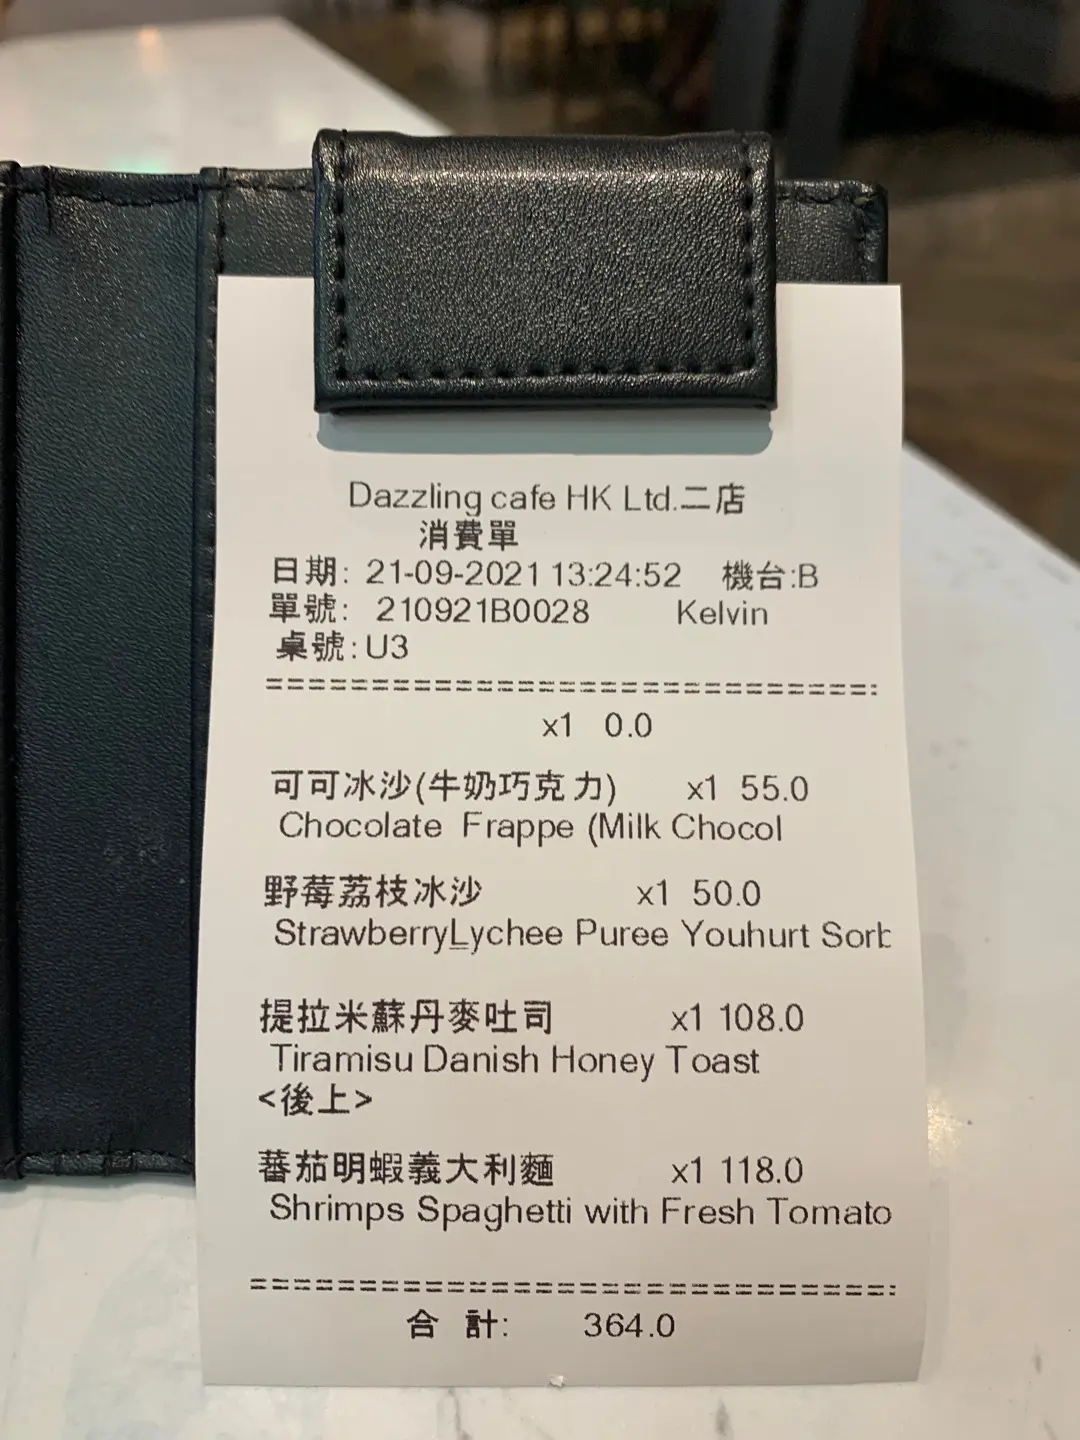 Dazzling cafe HK Ltd.二店
消費單
日期: 21-09-2021 13:24:52 機台:B
單號: 210921B0028 Kelvin
桌號:U3
==============================
x1 0.0
可可冰沙(牛奶巧克力) x1 55.0
Chocolate Frappe (Milk Chocol
野莓荔枝冰沙 x1 50.0
StrawberryLychee Puree Youhurt Sorb
提拉米蘇丹麥吐司 x1 108.0
Tiramisu Danish Honey Toast
<後上>
蕃茄明蝦義大利麵 x1 118.0
Shrimps Spaghetti with Fresh Tomato
==============================
合 計: 364.0